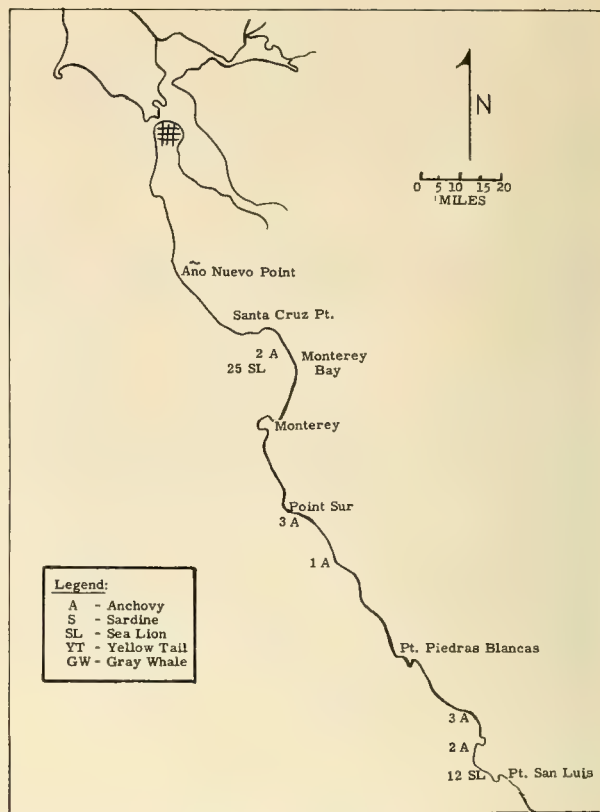 N
0 5 10 15 20
MILES
Año Nuevo Point
Santa Cruz Pt.
2 A
25 SL
Monterey
Bay
Monterey
Point Sur
3 A
1 A
Legend:
A - Anchovy
S - Sardine
SL - Sea Lion
YT - Yellow Tail
GW - Gray Whale
Pt. Piedras Blancas
3 A
2 A
12 SL
Pt. San Luis